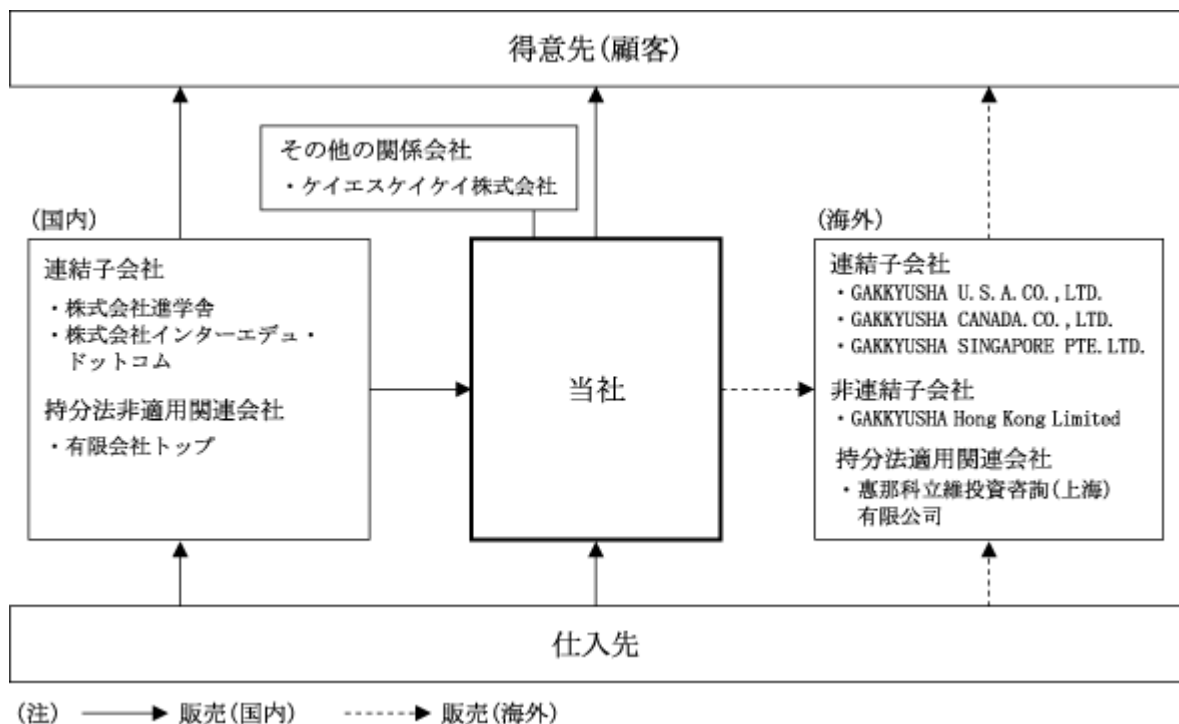 得意先(顧客)
その他の関係会社
・ケイエスケイケイ株式会社
(国内)
連結子会社
・株式会社進学舎
・株式会社インターエデュ・
ドットコム
持分法非適用関連会社
・有限会社トップ
当社
(海外)
連結子会社
・GAKKYUSHA U.S.A.CO.,LTD.
・GAKKYUSHA CANADA.CO.,LTD.
・GAKKYUSHA SINGAPORE PTE.LTD.
非連結子会社
・GAKKYUSHA Hong Kong Limited
持分法適用関連会社
・惠那科立維投資咨詢(上海)
有限公司
仕入先
(注) 販売(国内) 販売(海外)